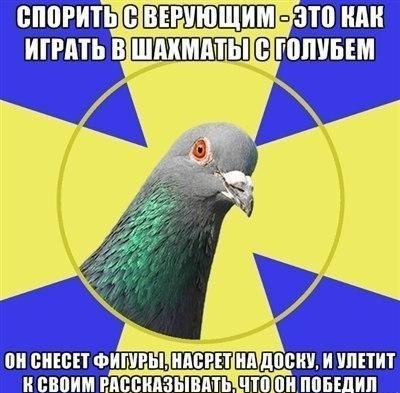 СПОРИТЬ С ВЕРУЮЩИМ - ЭТО КАК
ИГРАТЬ В ШАХМАТЫ С ГОЛУБЕМ
ОН СНЕСЕТ ФИГУРЫ, НАСРЕТ НА ДОСКУ, И УЛЕТИТ
К СВОИМ РАССКАЗЫВАТЬ, ЧТО ОН ПОБЕДИЛ